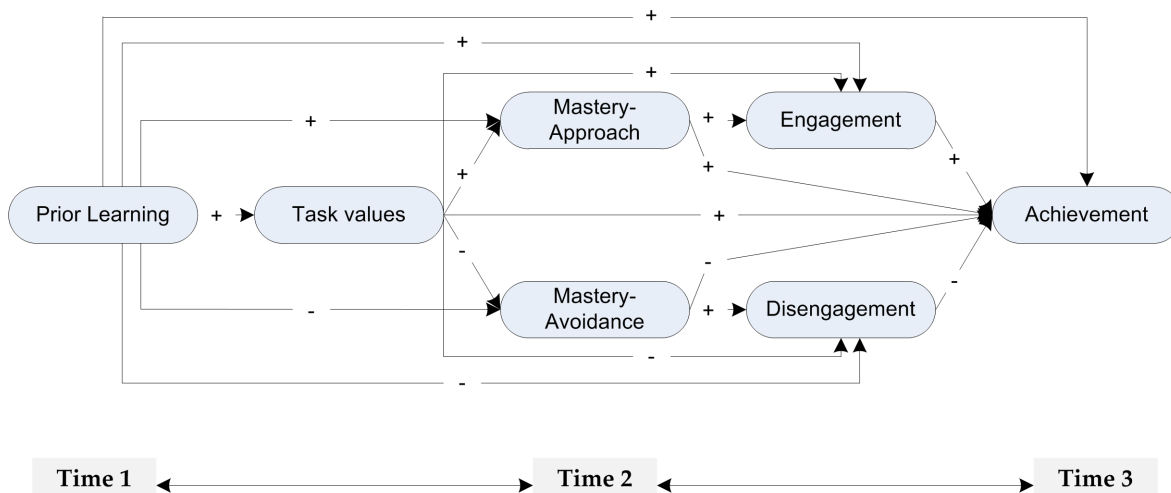 +
+
+
Mastery-
Approach
+
Engagement
+
+
+
+
Prior Learning
+
Task values
+
Achievement
-
-
-
Mastery-
Avoidance
+
Disengagement
-
-
-
Time 1
Time 2
Time 3